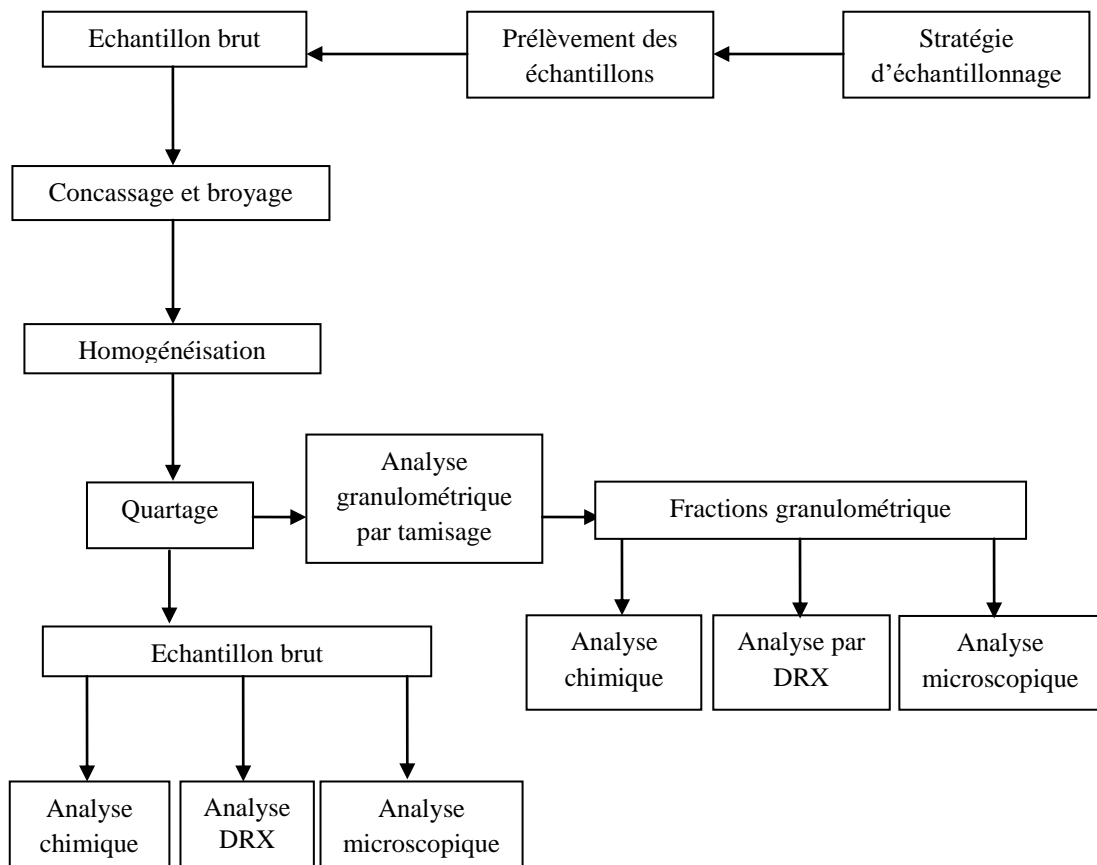 Echantillon brut
Prélèvement des
échantillons
Stratégie
d’échantillonnage
Concassage et broyage
Homogénéisation
Quartage
Analyse
granulométrique
par tamisage
Fractions granulométrique
Analyse
chimique
Analyse par
DRX
Analyse
microscopique
Echantillon brut
Analyse
chimique
Analyse
DRX
Analyse
microscopique